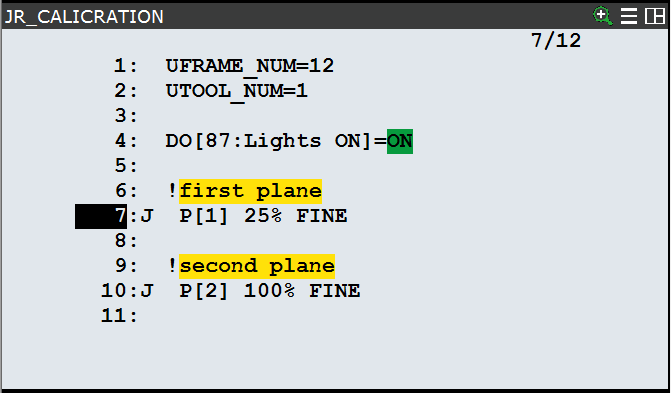 JR_CALICRATION
7/12
1: UFRAME_NUM=12
2: UTOOL_NUM=1
3:
4: DO[87:Lights ON]=ON
5:
6: !first plane
7:J P[1] 25% FINE
8:
9: !second plane
10:J P[2] 100% FINE
11: